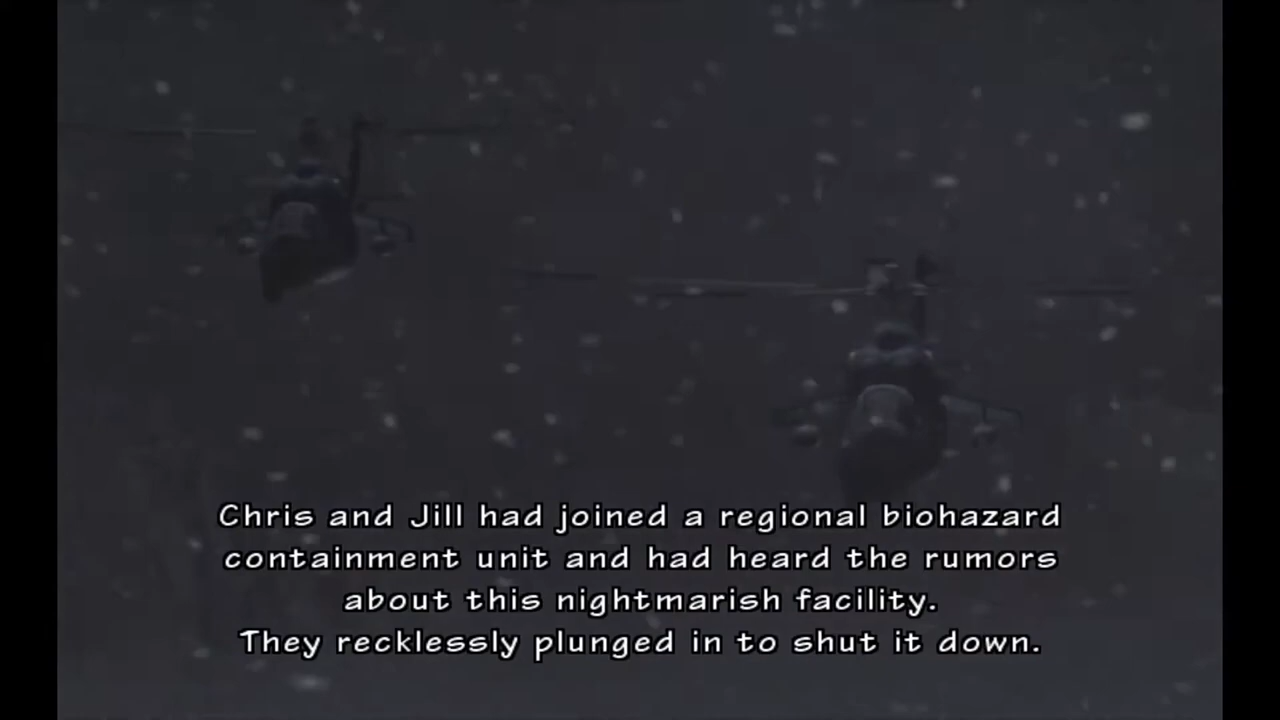 Chris and Jill had joined a regional biohazard
containment unit and had heard the rumors
about this nightmarish facility.
They recklessly plunged in to shut it down.